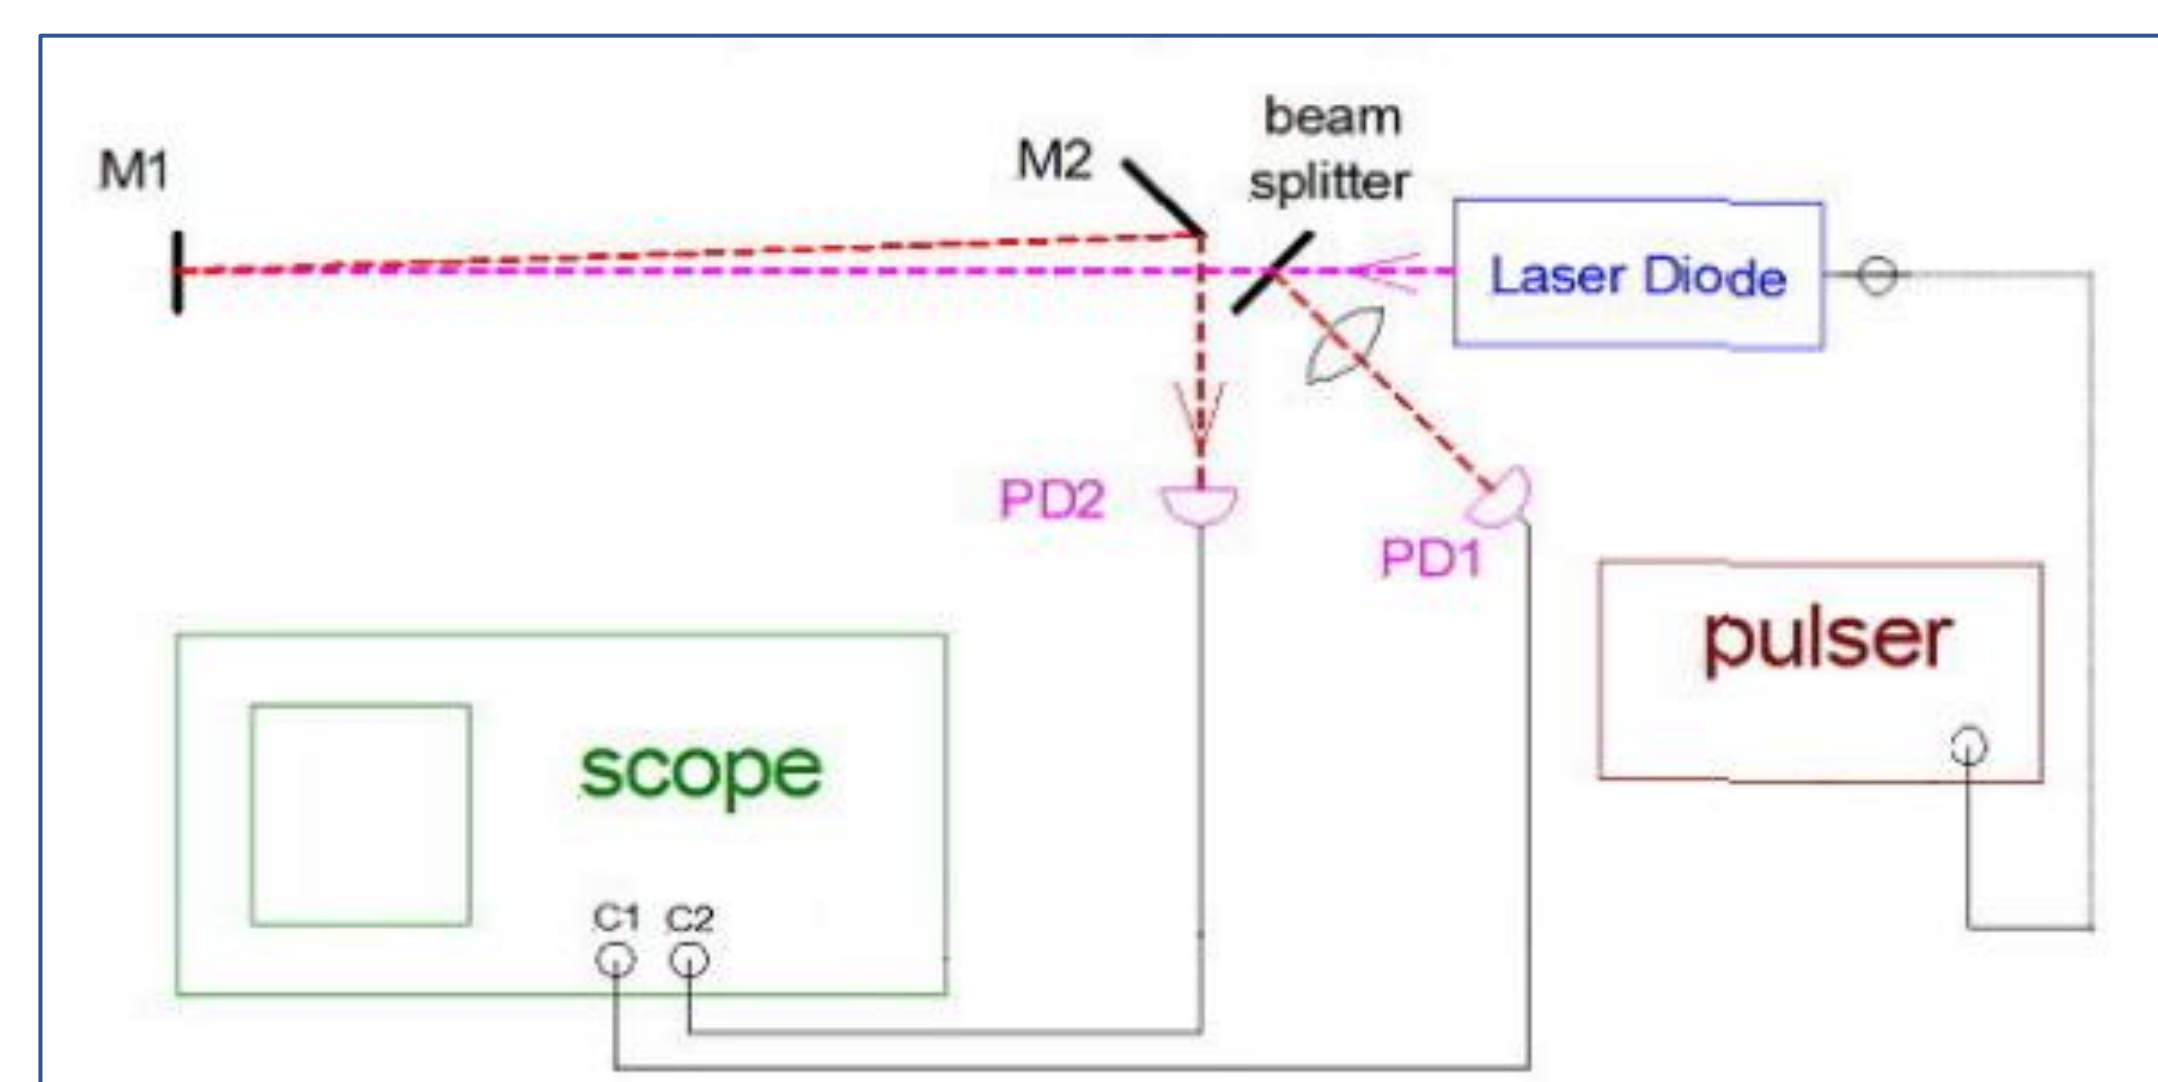 beam
splitter
M1
M2
Laser Diode
PD2
PD1
pulser
scope
C1 C2